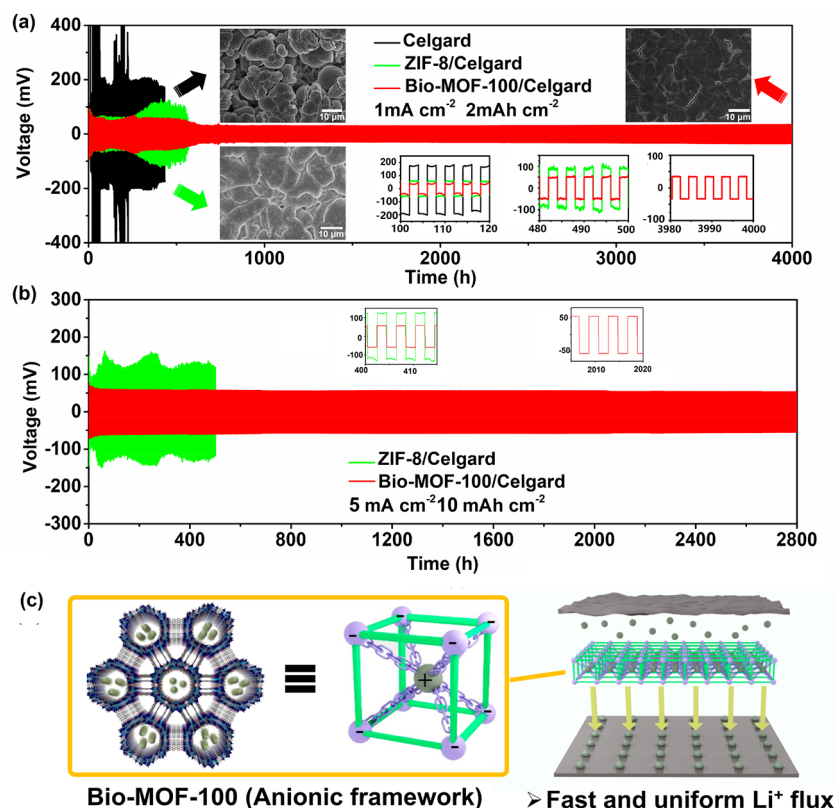 (a)
400
200
0
-200
-400
Voltage (mV)
Celgard
ZIF-8/Celgard
Bio-MOF-100/Celgard
1mA cm⁻² 2mAh cm⁻²
10 µm
10 µm
10 µm
200
100
0
-100
-200
100 110 120
100
0
-100
480 490 500
100
0
-100
3980 3990 4000
0 1000 2000 3000 4000
Time (h)
(b)
300
200
100
0
-100
-200
-300
Voltage (mV)
100
0
-100
400 410
50
0
-50
2010 2020
ZIF-8/Celgard
Bio-MOF-100/Celgard
5 mA cm⁻²10 mAh cm⁻²
0 400 800 1200 1600 2000 2400 2800
Time (h)
(c)
- - - - + - - - -
Bio-MOF-100 (Anionic framework)
➢ Fast and uniform Li⁺ flux